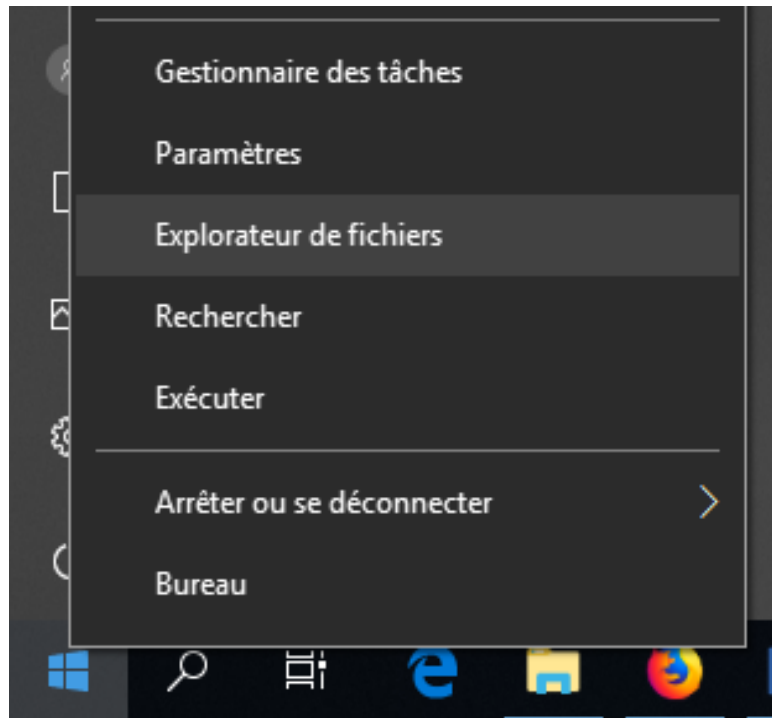 Gestionnaire des tâches
Paramètres
Explorateur de fichiers
Rechercher
Exécuter
Arrêter ou se déconnecter
Bureau